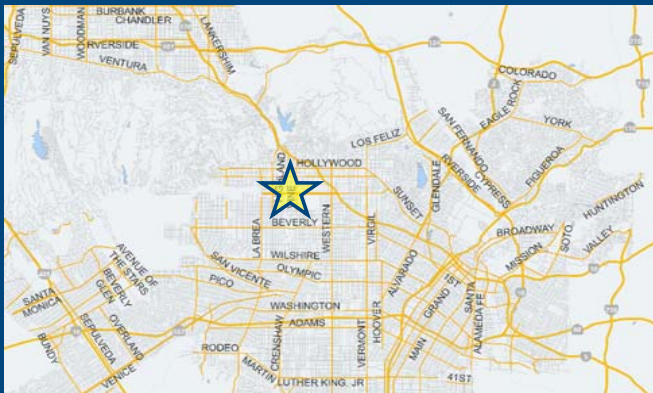 BURBANK
CHANDLER
SEPULVEDA
VAN NUYS
WOODMAN
LANKERSHIM
RIVERSIDE
VENTURA
COLORADO
EAGLE ROCK
YORK
SAN FERNANDO
LOS FELIZ
RVERSIDE
CYPRESS
FIGUEROA
HOLLYWOOD
GLENDALE
SUNSET
HUNTINGTON
BEVERLY
LA BREA
WESTERN
VIRGIL
BROADWAY
SOTO
VALLEY
MISSION
WILSHIRE
OLYMPIC
SAN VICENTE
PICO
AVENUE OF
THE STARS
BEVERLY
GLEN
ALVARADO
1ST
GRAND
SANTA
ALAMEDA FE
SANTA
MONICA
BUNDY
SEPULVEDA
OVERLAND
VENICE
WASHINGTON
ADAMS
CRENSHAW
VERMONT
HOOVER
MAIN
RODEO
MARTIN
LUTHER KING, JR
41ST